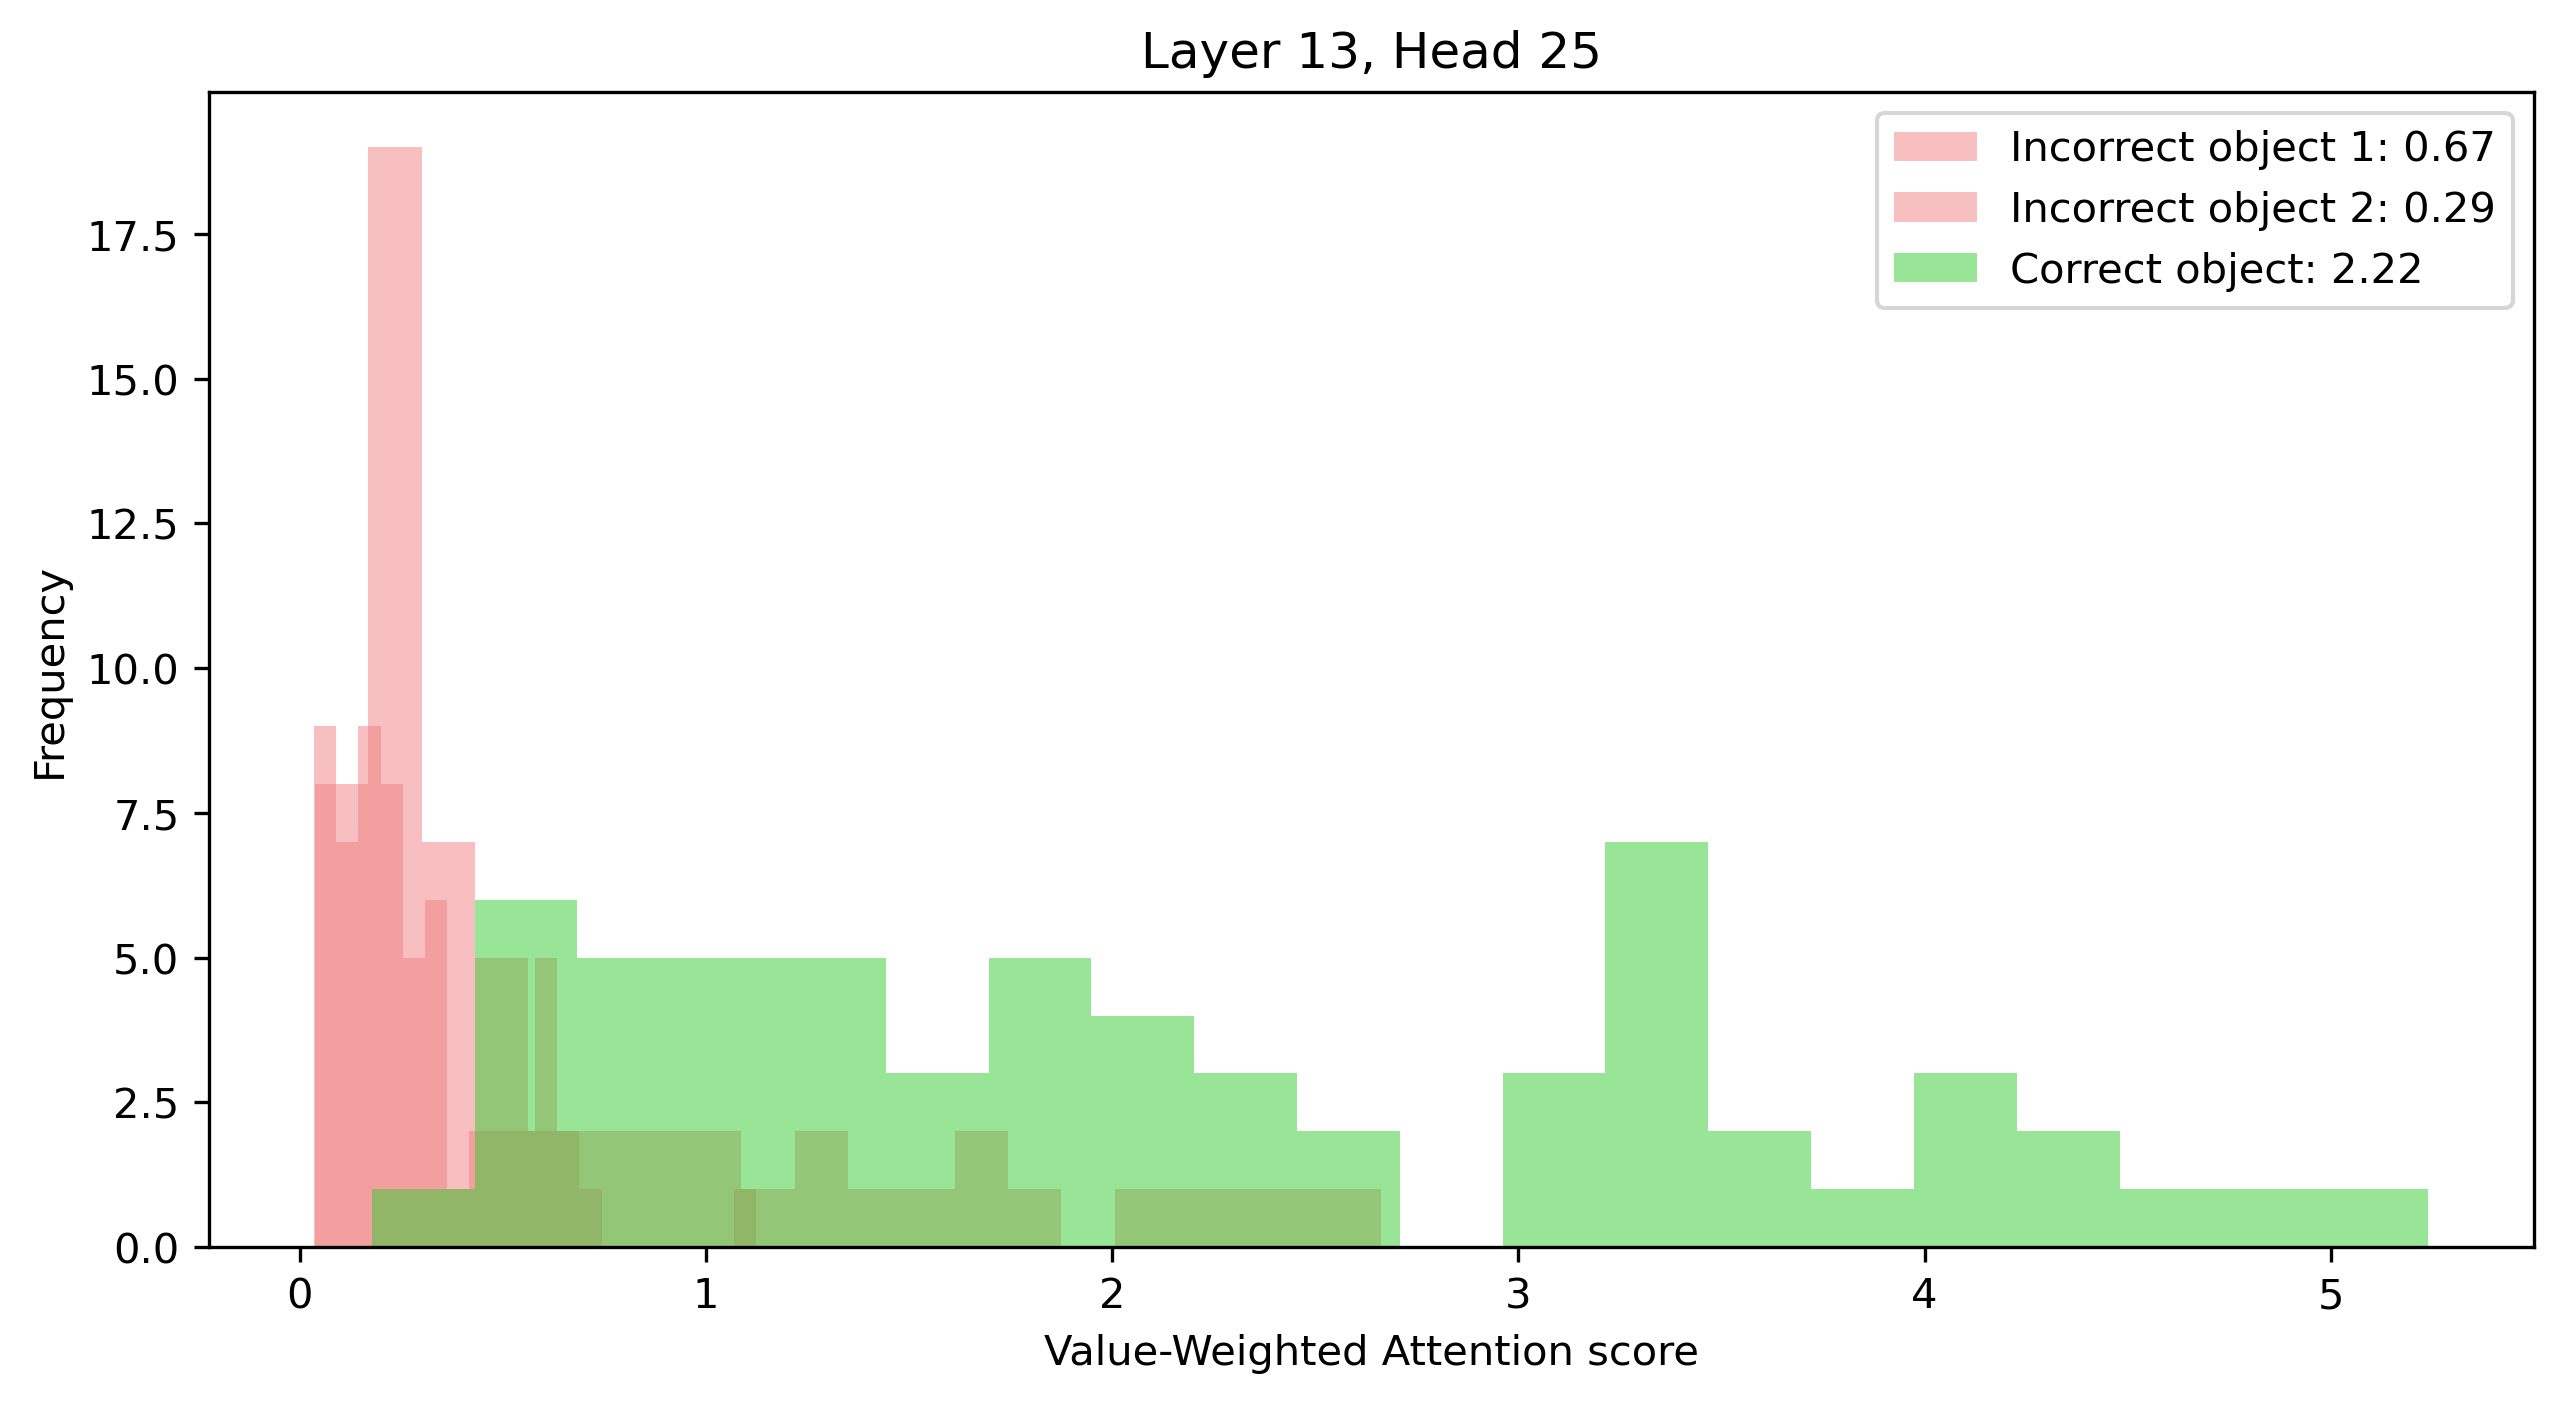 Layer 13, Head 25
Incorrect object 1: 0.67
Incorrect object 2: 0.29
Correct object: 2.22
Frequency
17.5
15.0
12.5
10.0
7.5
5.0
2.5
0.0
0 1 2 3 4 5
Value-Weighted Attention score